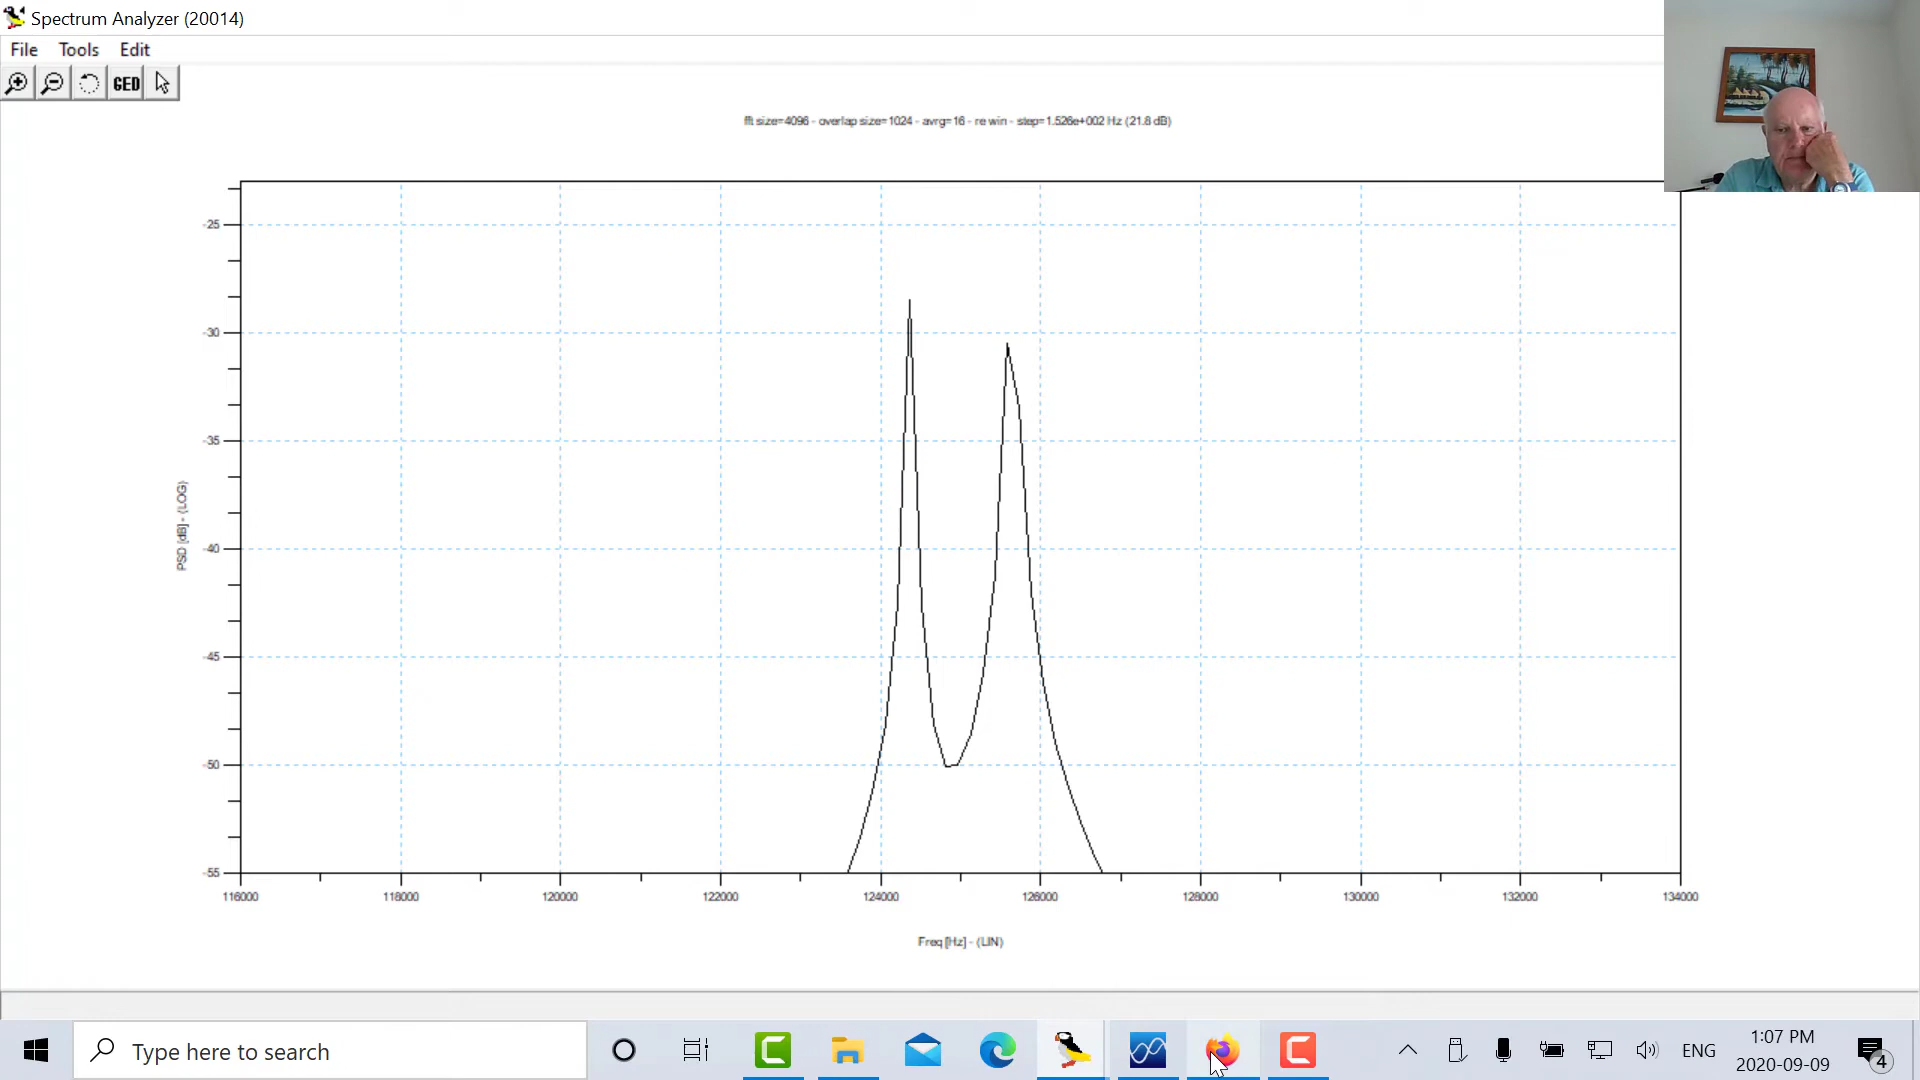 Spectrum Analyzer (20014)
File Tools Edit
GED
fft size=4096 - overlap size=1024 - avrg=16 - re win - step=1.526e+002 Hz (21.8 dB)
-25
-30
-35
PSD [dB] - (LOG)
-40
-45
-50
-55
116000 118000 120000 122000 124000 126000 128000 130000 132000 134000
Freq [Hz] - (LIN)
Type here to search
ENG
1:07 PM
2020-09-09
4